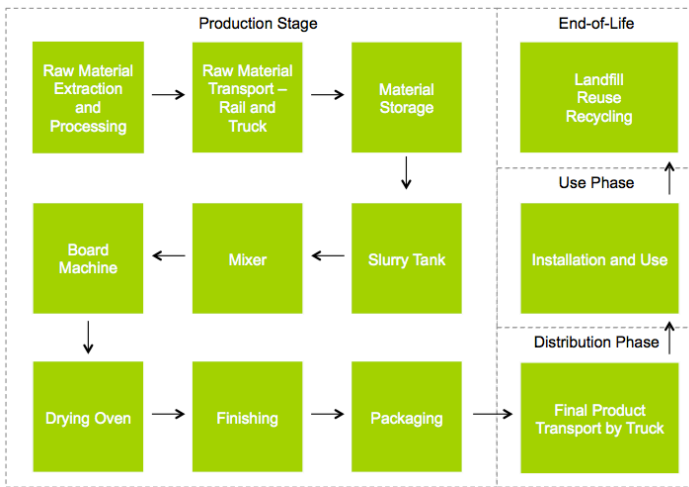 Production Stage
End-of-Life
Raw Material
Extraction
and
Processing
Raw Material
Transport –
Rail and
Truck
Material
Storage
Landfill
Reuse
Recycling
Use Phase
Board
Machine
Mixer
Slurry Tank
Installation and Use
Distribution Phase
Drying Oven
Finishing
Packaging
Final Product
Transport by Truck